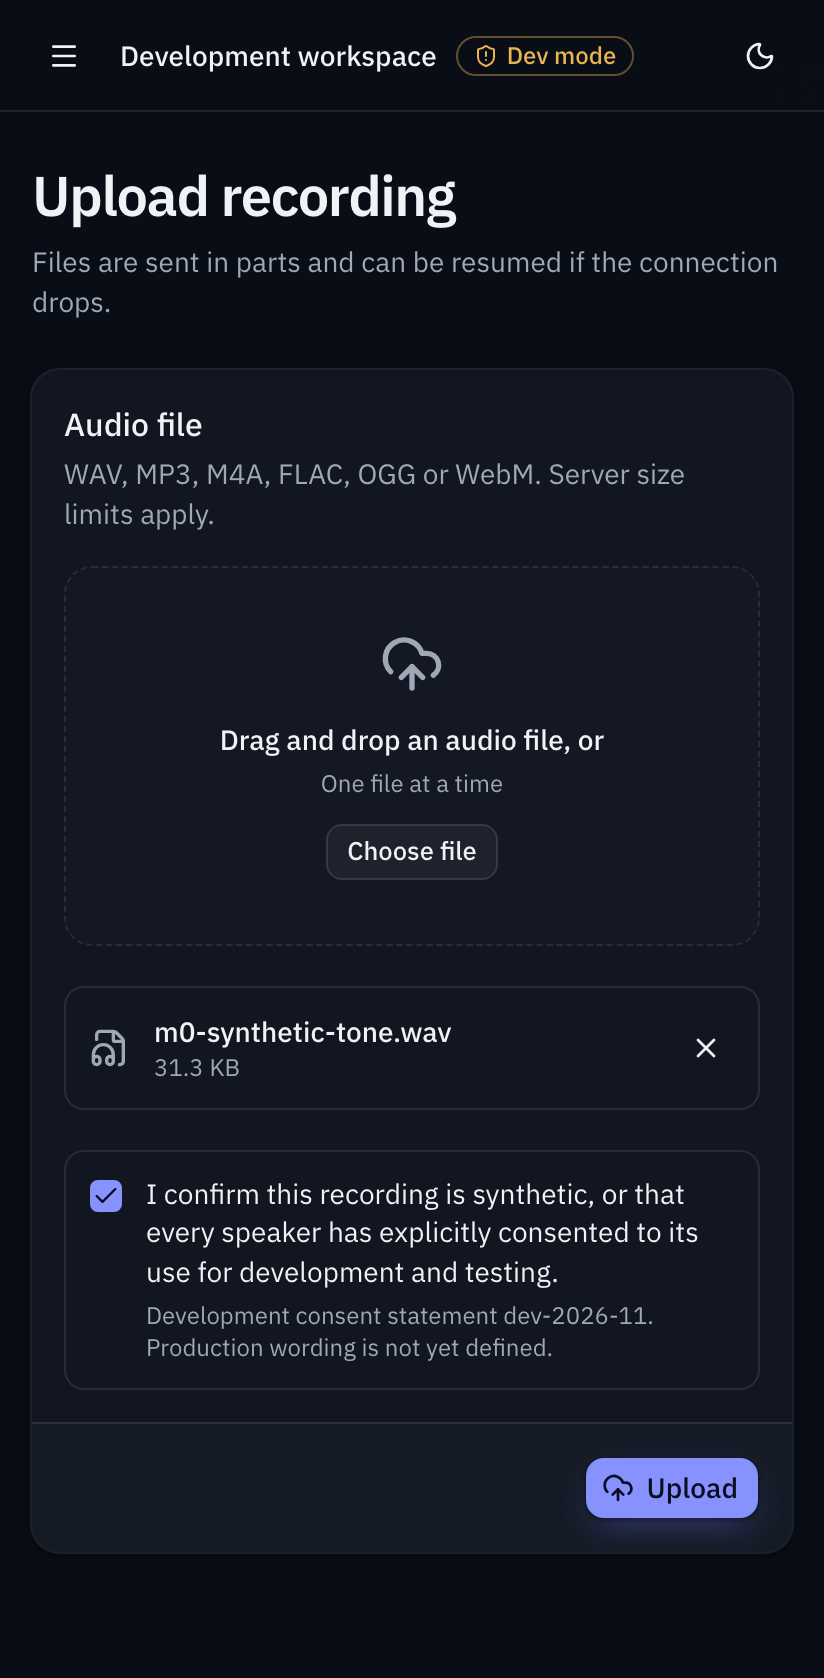 Development workspace
Dev mode
Upload recording
Files are sent in parts and can be resumed if the connection
drops.
Audio file
WAV, MP3, M4A, FLAC, OGG or WebM. Server size
limits apply.
Drag and drop an audio file, or
One file at a time
Choose file
m0-synthetic-tone.wav
31.3 KB
I confirm this recording is synthetic, or that
every speaker has explicitly consented to its
use for development and testing.
Development consent statement dev-2026-11.
Production wording is not yet defined.
Upload